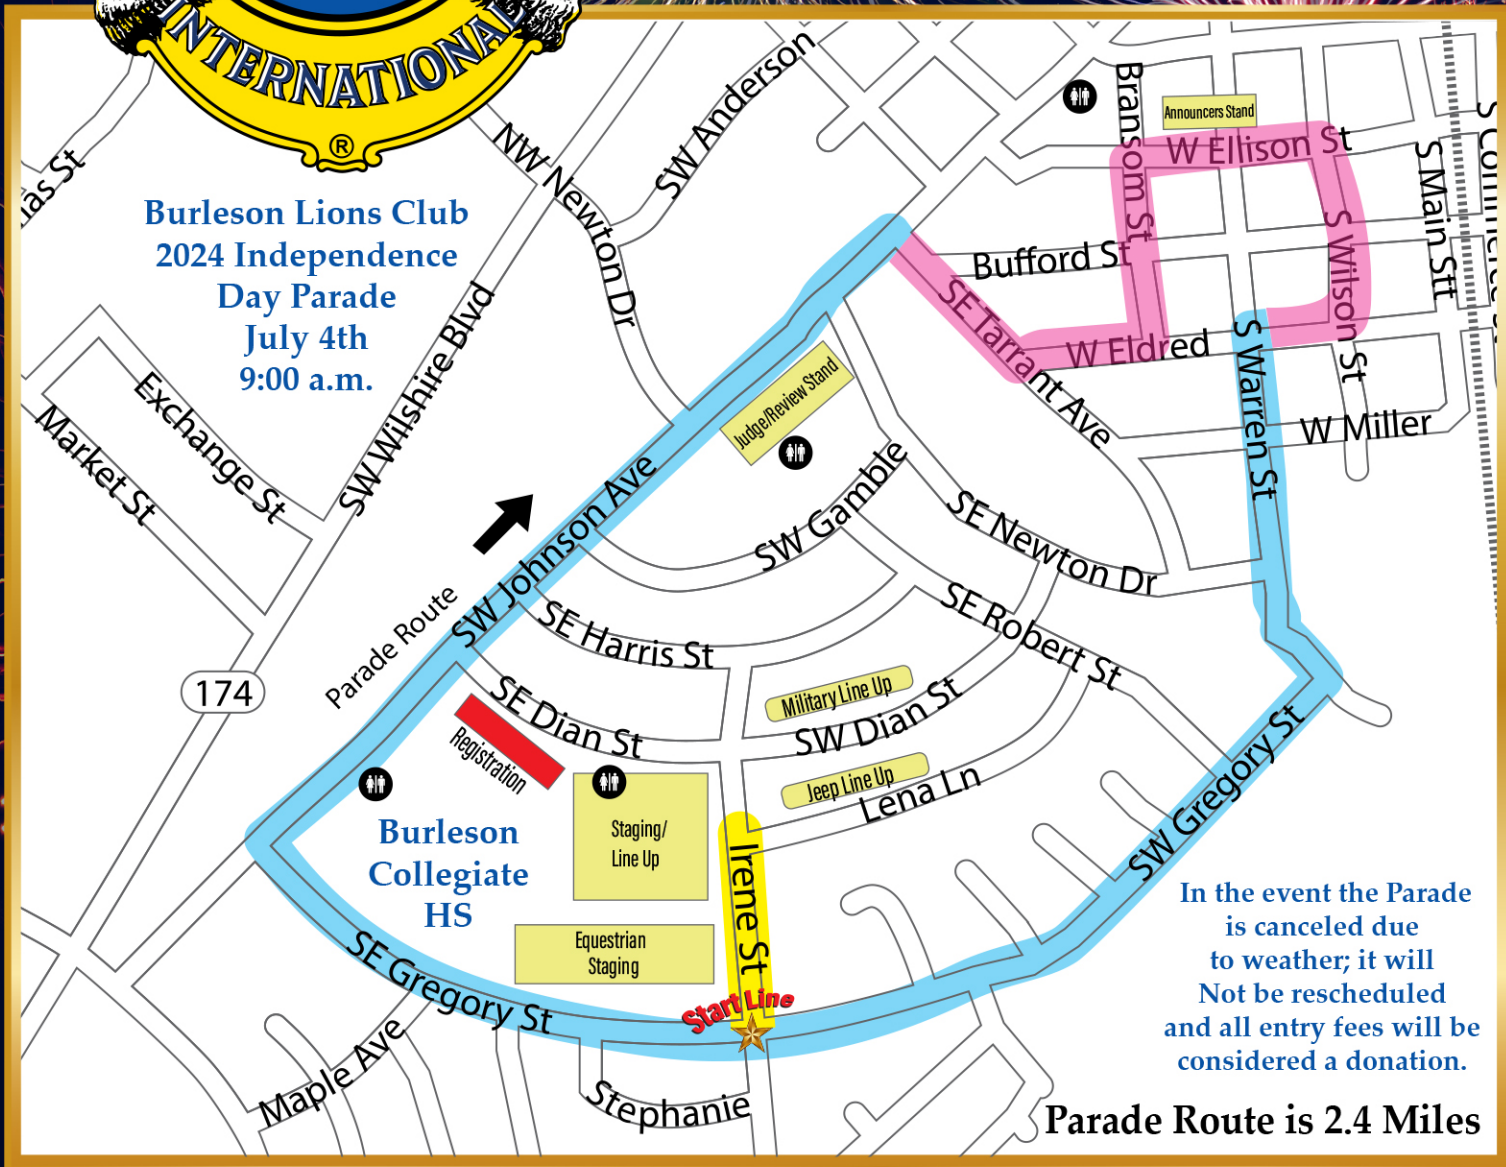 INTERNATIONAL
®
Burleson Lions Club
2024 Independence
Day Parade
July 4th
9:00 a.m.
NW Newton Dr
SW Anderson
SW Wilshire Blvd
Exchange St
Market St
174
Parade Route
SW Johnson Ave
Judge/Review Stand
Bransom St
Announcers Stand
W Ellison St
S Wilson St
S Main Stt
Bufford St
SE Tarrant Ave
W Eldred
S Warren St
W Miller
SW Gamble
SE Newton Dr
SE Harris St
SE Robert St
SE Dian St
Military Line Up
SW Dian St
Registration
Jeep Line Up
Lena Ln
Burleson
Collegiate
HS
Staging/
Line Up
Equestrian
Staging
Irene St
Start Line
SE Gregory St
SW Gregory St
Maple Ave
Stephanie
In the event the Parade
is canceled due
to weather; it will
Not be rescheduled
and all entry fees will be
considered a donation.
Parade Route is 2.4 Miles